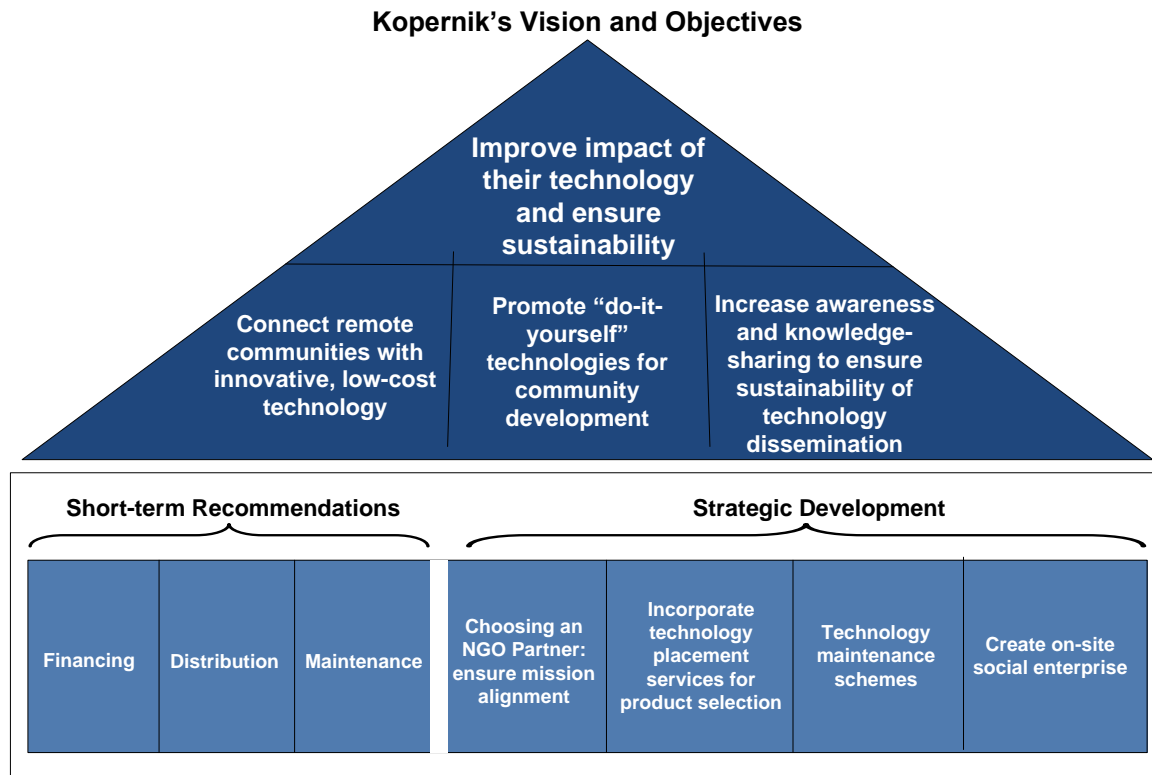 Kopernik’s Vision and Objectives
Improve impact of
their technology
and ensure
sustainability
Connect remote
communities with
innovative, low-cost
technology
Promote “do-it-
yourself”
technologies for
community
development
Increase awareness
and knowledge-
sharing to ensure
sustainability of
technology
dissemination
Short-term Recommendations
Strategic Development
Financing
Distribution
Maintenance
Choosing an
NGO Partner:
ensure mission
alignment
Incorporate
technology
placement
services for
product selection
Technology
maintenance
schemes
Create on-site
social enterprise